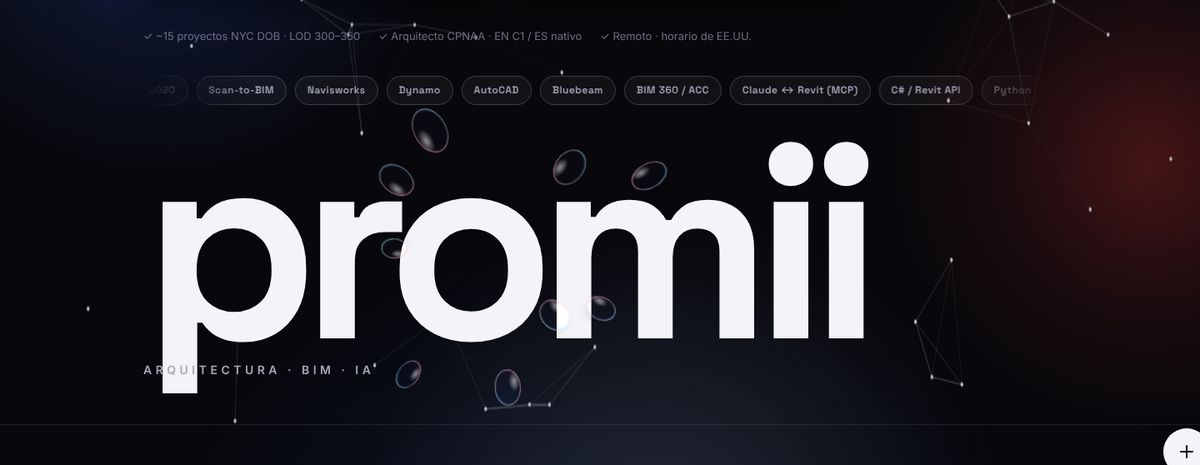 ✓ ~15 proyectos NYC DOB · LOD 300–350 ✓ Arquitecto CPNAA · EN C1 / ES nativo ✓ Remoto · horario de EE.UU.
2020 Scan-to-BIM Navisworks Dynamo AutoCAD Bluebeam BIM 360 / ACC Claude ↔ Revit (MCP) C# / Revit API Python
promii
ARQUITECTURA · BIM · IA
+